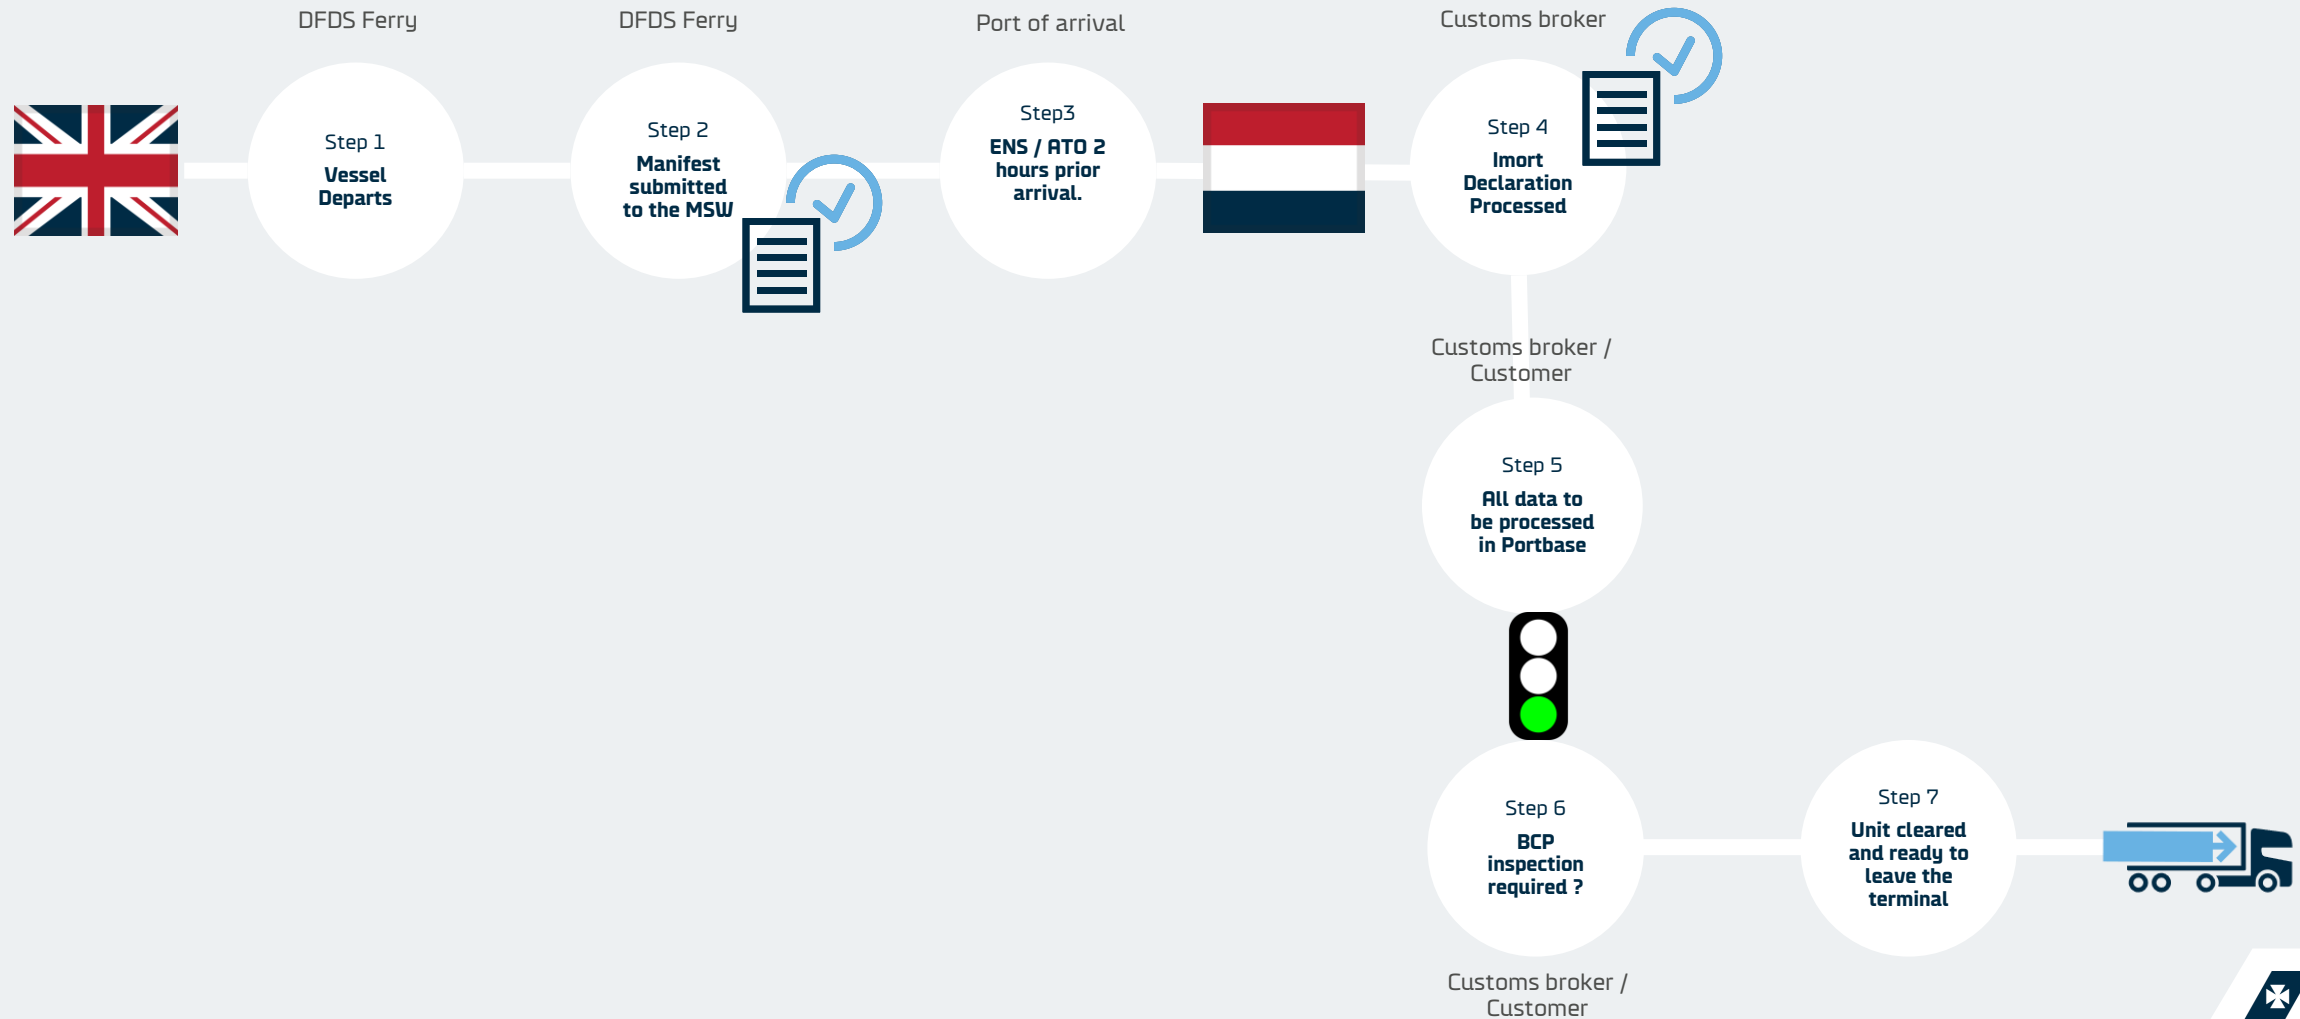 DFDS Ferry
Step 1
Vessel
Departs
DFDS Ferry
Step 2
Manifest
submitted
to the MSW
Port of arrival
Step3
ENS / ATO 2
hours prior
arrival.
Customs broker
Step 4
Imort
Declaration
Processed
Customs broker /
Customer
Step 5
All data to
be processed
in Portbase
Step 6
BCP
inspection
required ?
Customs broker /
Customer
Step 7
Unit cleared
and ready to
leave the
terminal